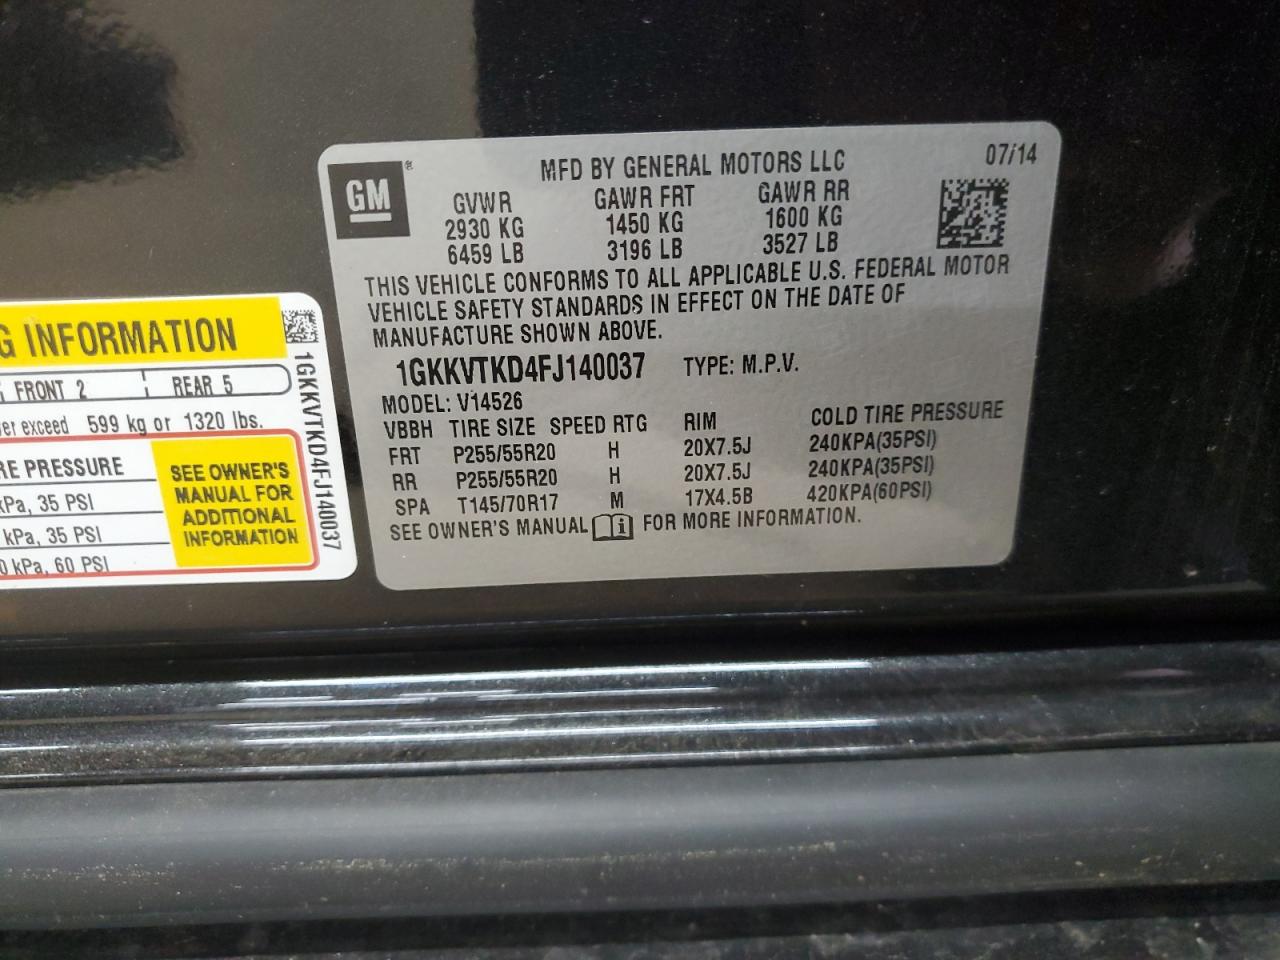 MFD BY GENERAL MOTORS LLC
07/14
GM ®
GVWR GAWR FRT GAWR RR
2930 KG 1450 KG 1600 KG
6459 LB 3196 LB 3527 LB
THIS VEHICLE CONFORMS TO ALL APPLICABLE U.S. FEDERAL MOTOR
VEHICLE SAFETY STANDARDS IN EFFECT ON THE DATE OF
MANUFACTURE SHOWN ABOVE.
1GKKVTKD4FJ140037 TYPE: M.P.V.
MODEL: V14526
VBBH TIRE SIZE SPEED RTG RIM COLD TIRE PRESSURE
FRT P255/55R20 H 20X7.5J 240KPA(35PSI)
RR P255/55R20 H 20X7.5J 240KPA(35PSI)
SPA T145/70R17 M 17X4.5B 420KPA(60PSI)
SEE OWNER'S MANUAL i FOR MORE INFORMATION.
G INFORMATION
FRONT 2 REAR 5
er exceed 599 kg or 1320 lbs.
RE PRESSURE
kPa, 35 PSI
kPa, 35 PSI
0 kPa, 60 PSI
SEE OWNER'S
MANUAL FOR
ADDITIONAL
INFORMATION
1GKKVTKD4FJ140037